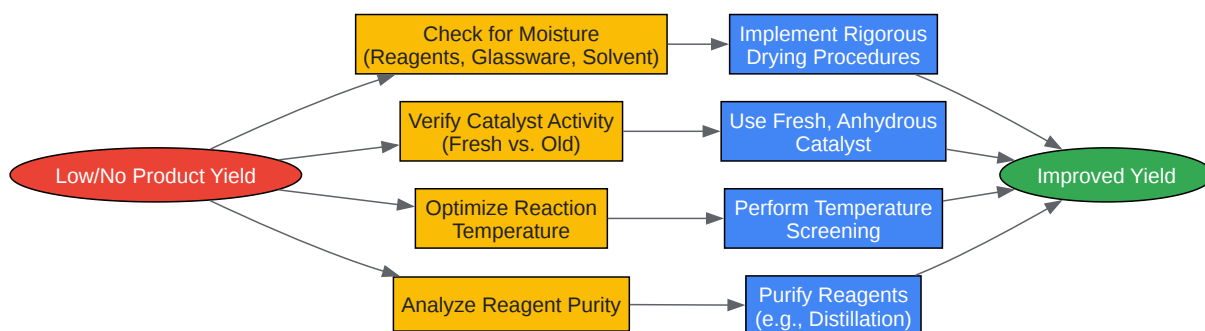 Low/No Product Yield
Check for Moisture
(Reagents, Glassware, Solvent)
Implement Rigorous
Drying Procedures
Verify Catalyst Activity
(Fresh vs. Old)
Use Fresh, Anhydrous
Catalyst
Optimize Reaction
Temperature
Perform Temperature
Screening
Analyze Reagent Purity
Purify Reagents
(e.g., Distillation)
Improved Yield